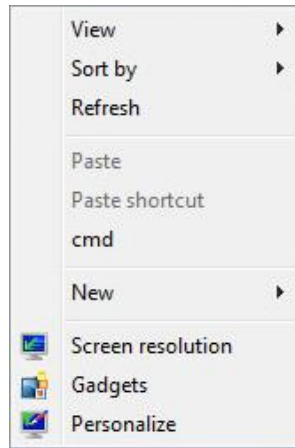 View
Sort by
Refresh
Paste
Paste shortcut
cmd
New
Screen resolution
Gadgets
Personalize